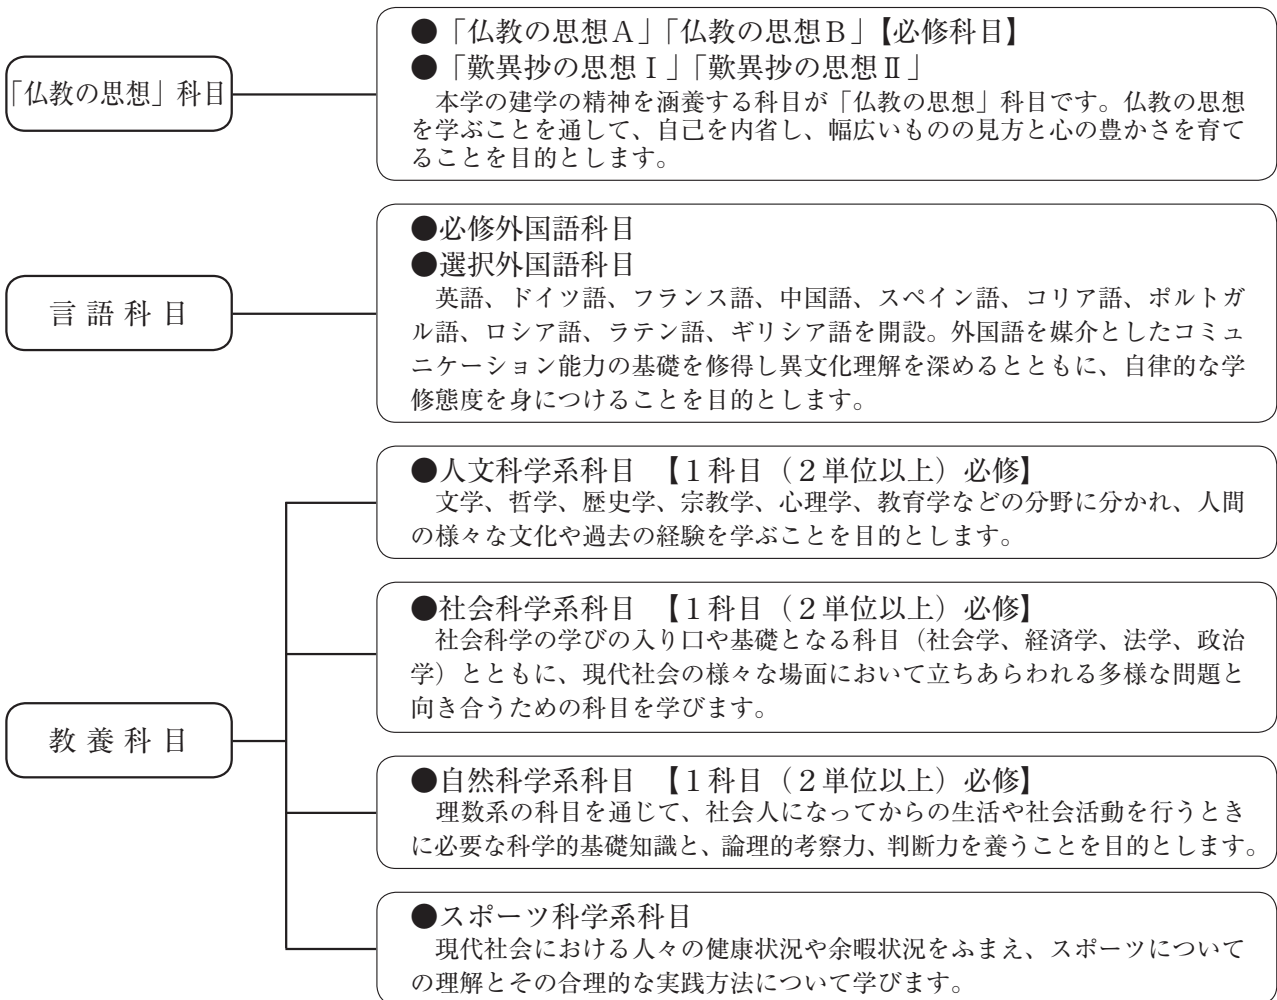 「仏教の思想」科目
●「仏教の思想A」「仏教の思想B」【必修科目】
●「歎異抄の思想Ⅰ」「歎異抄の思想Ⅱ」
本学の建学の精神を涵養する科目が「仏教の思想」科目です。仏教の思想
を学ぶことを通して、自己を内省し、幅広いものの見方と心の豊かさを育て
ることを目的とします。
言語科目
●必修外国語科目
●選択外国語科目
英語、ドイツ語、フランス語、中国語、スペイン語、コリア語、ポルトガ
ル語、ロシア語、ラテン語、ギリシア語を開設。外国語を媒介としたコミュ
ニケーション能力の基礎を修得し異文化理解を深めるとともに、自律的な学
修態度を身につけることを目的とします。
教養科目
●人文科学系科目 【1科目(2単位以上)必修】
文学、哲学、歴史学、宗教学、心理学、教育学などの分野に分かれ、人間
の様々な文化や過去の経験を学ぶことを目的とします。
●社会科学系科目 【1科目(2単位以上)必修】
社会科学の学びの入り口や基礎となる科目(社会学、経済学、法学、政治
学)とともに、現代社会の様々な場面において立ちあらわれる多様な問題と
向き合うための科目を学びます。
●自然科学系科目 【1科目(2単位以上)必修】
理数系の科目を通じて、社会人になってからの生活や社会活動を行うとき
に必要な科学的基礎知識と、論理的考察力、判断力を養うことを目的とします。
●スポーツ科学系科目
現代社会における人々の健康状況や余暇状況をふまえ、スポーツについて
の理解とその合理的な実践方法について学びます。